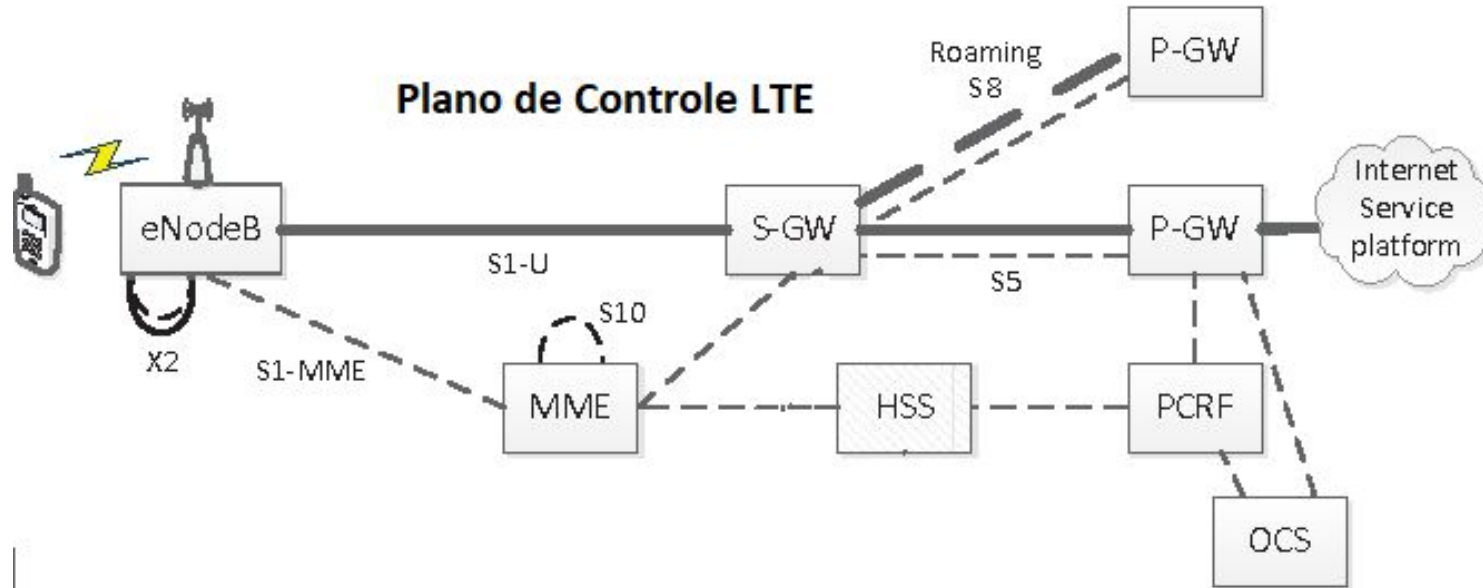 Plano de Controle LTE
Roaming
S8
P-GW
eNodeB
S-GW
P-GW
Internet
Service
platform
S1-U
S5
X2
S1-MME
S10
MME
HSS
PCRF
OCS